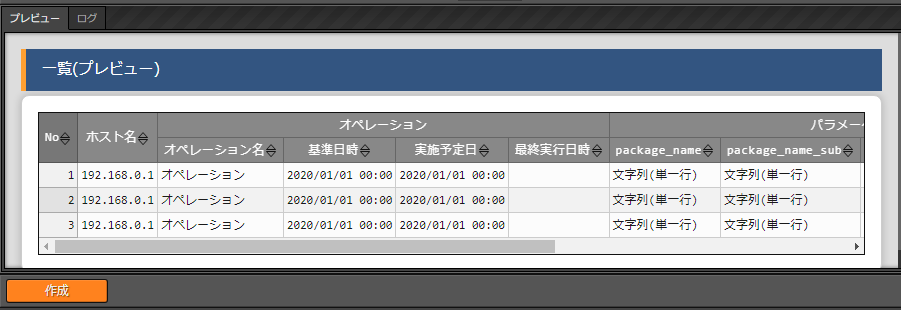 プレビュー ログ
一覧(プレビュー)
No ホスト名 オペレーション パラメー
オペレーション名 基準日時 実施予定日 最終実行日時 package_name package_name_sub
1 192.168.0.1 オペレーション 2020/01/01 00:00 2020/01/01 00:00 文字列(単一行) 文字列(単一行)
2 192.168.0.1 オペレーション 2020/01/01 00:00 2020/01/01 00:00 文字列(単一行) 文字列(単一行)
3 192.168.0.1 オペレーション 2020/01/01 00:00 2020/01/01 00:00 文字列(単一行) 文字列(単一行)
作成